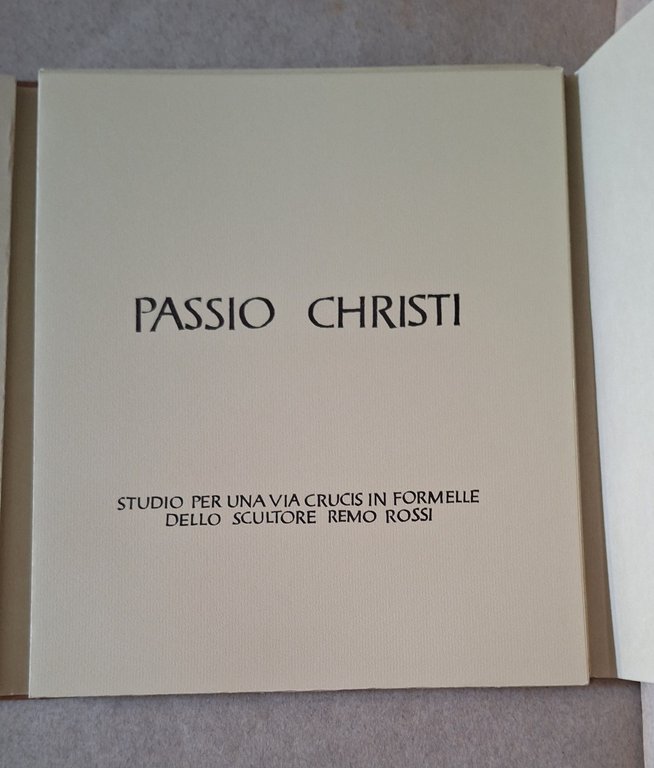 PASSIO CHRISTI
STUDIO PER UNA VIA CRUCIS IN FORMELLE
DELLO SCULTORE REMO ROSSI